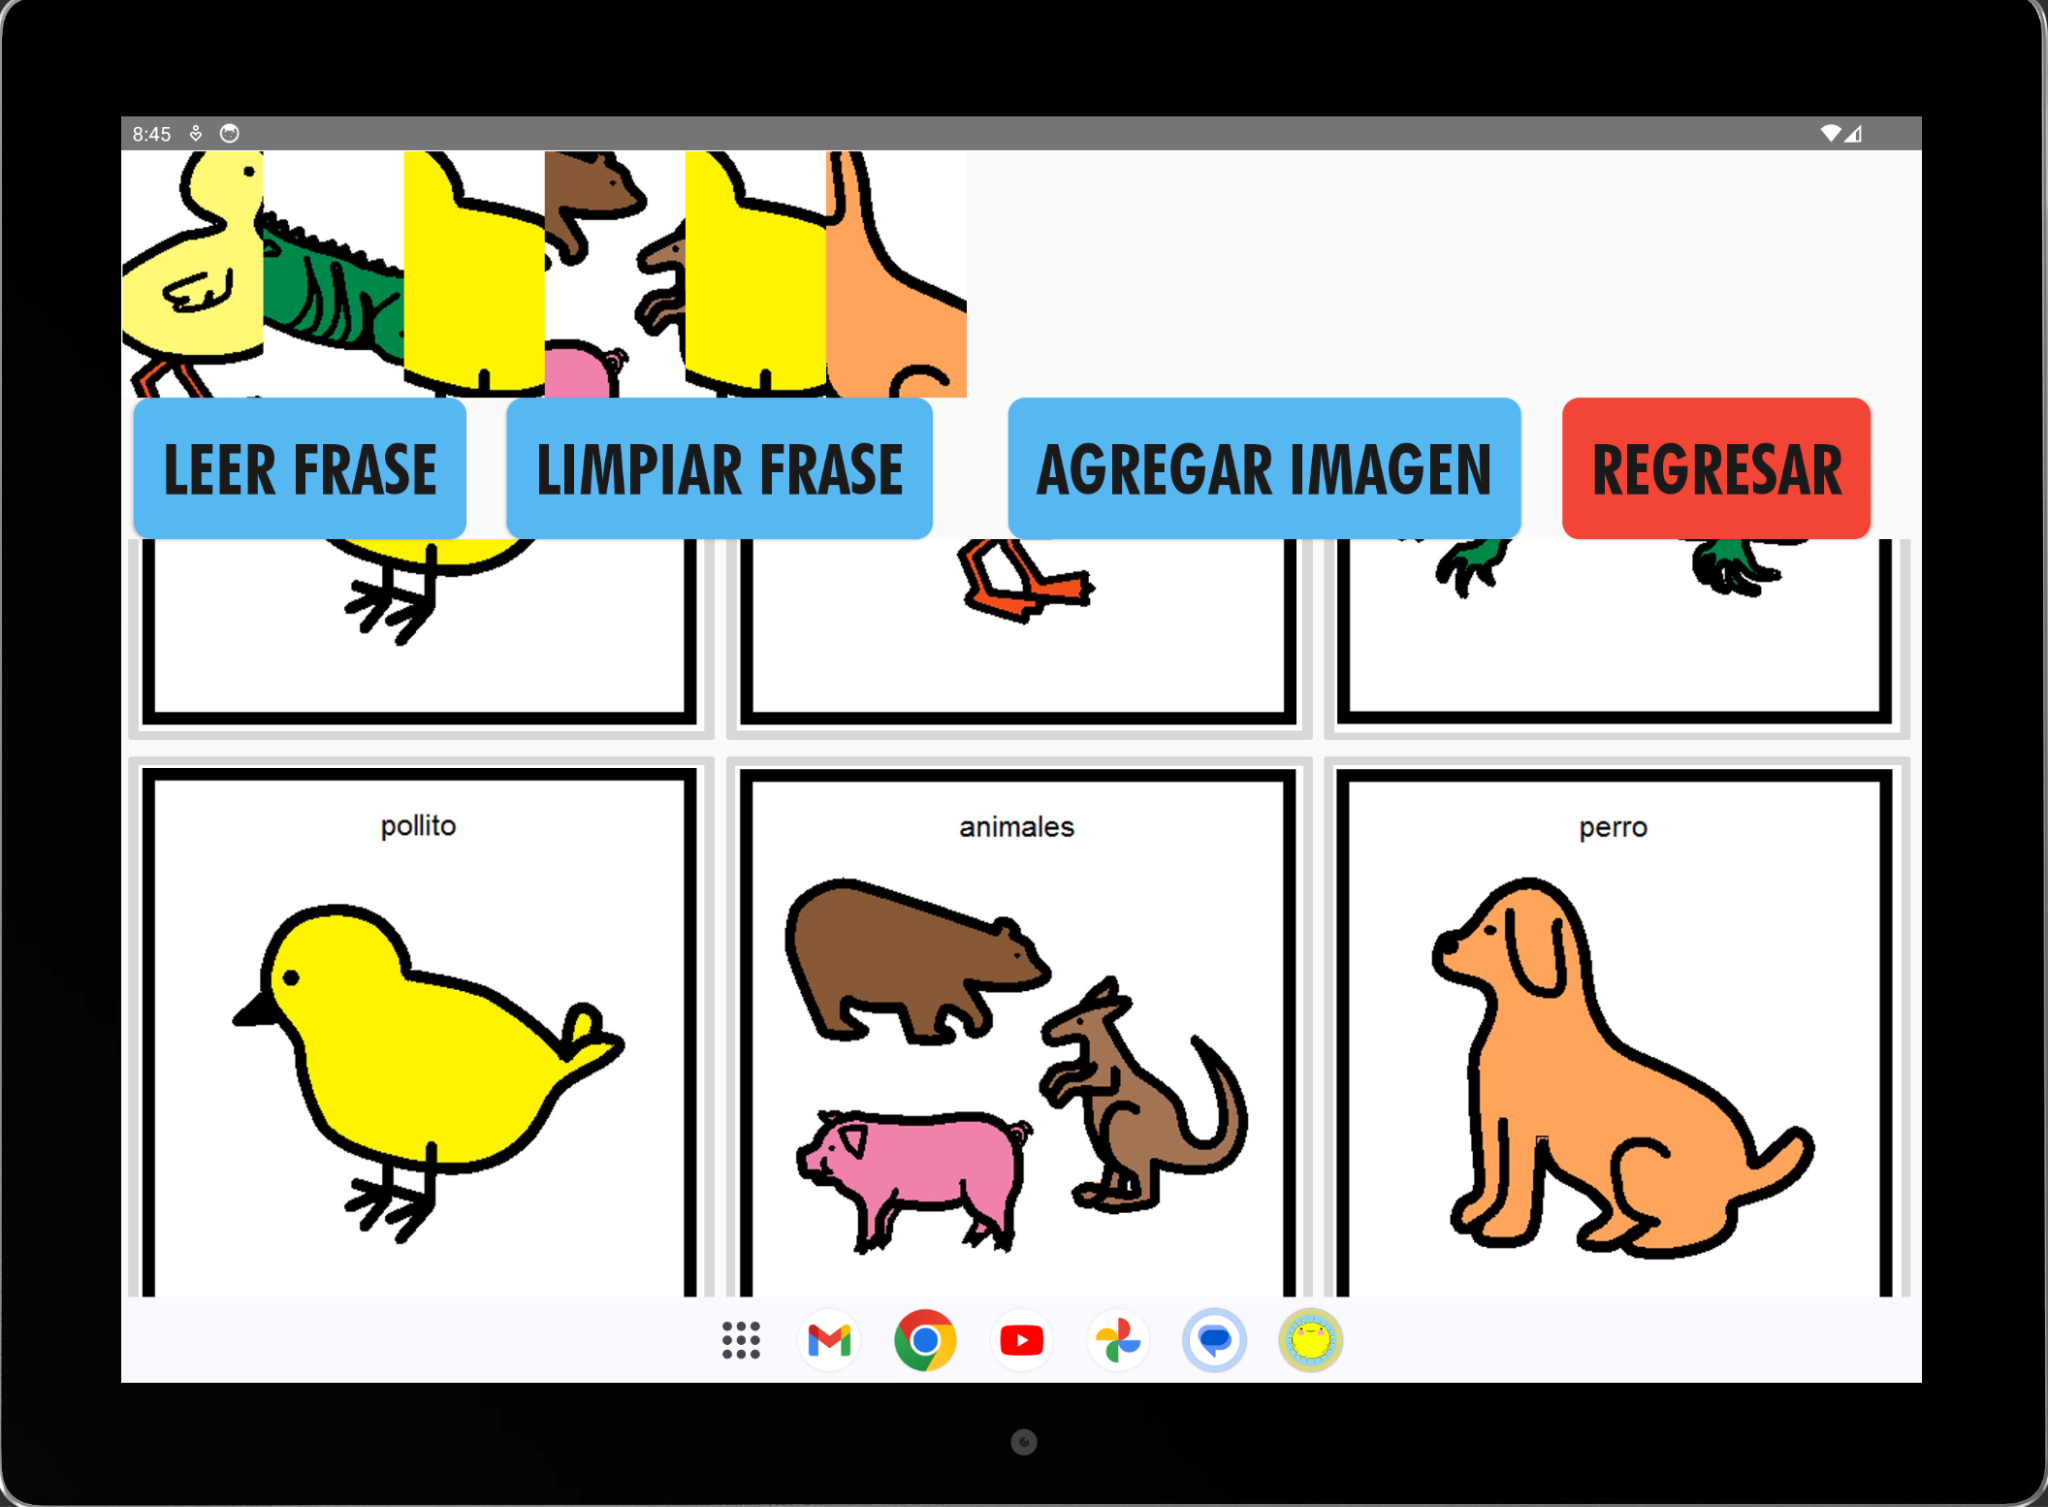 8:45
LEER FRASE
LIMPIAR FRASE
AGREGAR IMAGEN
REGRESAR
pollito
animales
perro